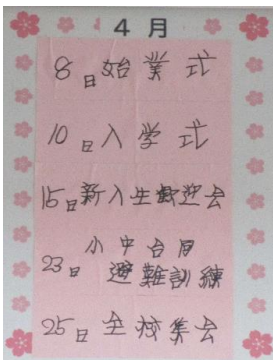 4月
8日始業式
10日入学式
15日新入生歓迎会
小中合同
23日避難訓練
25日全校集会